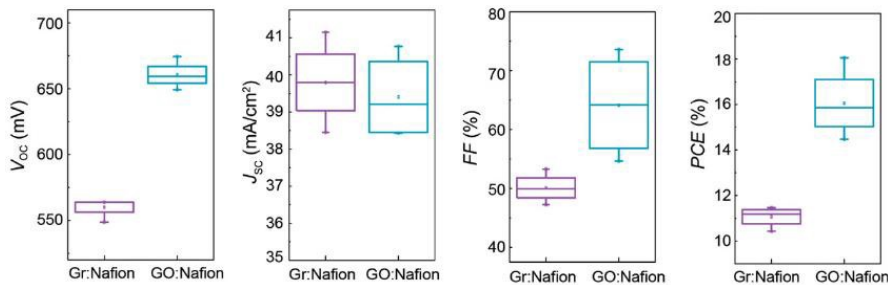 V_OC (mV)
700
650
600
550
Gr:Nafion GO:Nafion
J_SC (mA/cm²)
41
40
39
38
37
36
35
Gr:Nafion GO:Nafion
FF (%)
80
70
60
50
40
Gr:Nafion GO:Nafion
PCE (%)
20
18
16
14
12
10
Gr:Nafion GO:Nafion